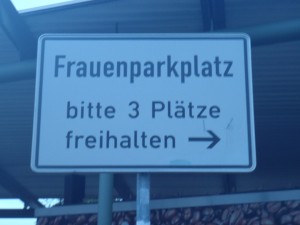 Frauenparkplatz
bitte 3 Plätze
freihalten →